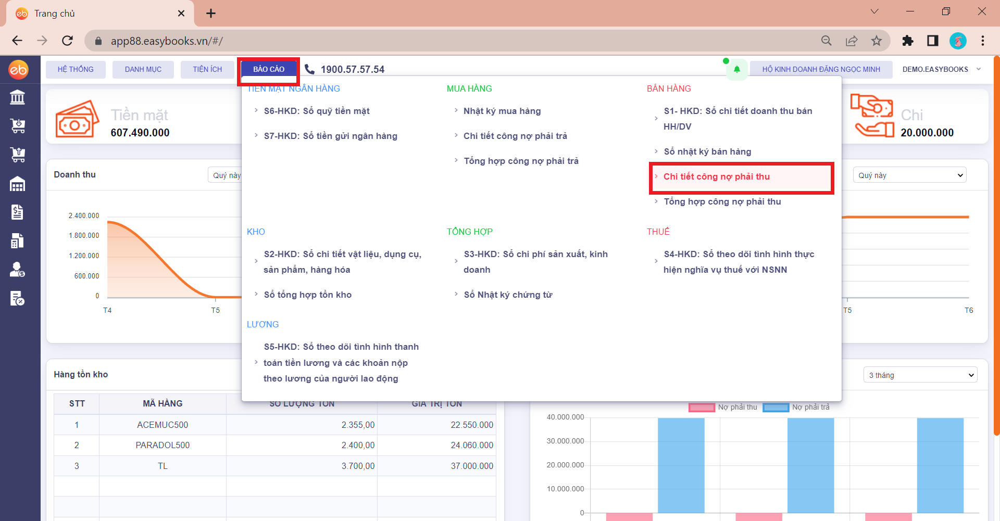 eb Trang chủ
app88.easybooks.vn/#/
eb
HỆ THỐNG
DANH MỤC
TIỆN ÍCH
BÁO CÁO
1900.57.57.54
HỘ KINH DOANH ĐẶNG NGỌC MINH
DEMO.EASYBOOKS
Tiền mặt
607.490.000
Chi
20.000.000
TIỀN MẶT NGÂN HÀNG
S6-HKD: Sổ quỹ tiền mặt
S7-HKD: Sổ tiền gửi ngân hàng
MUA HÀNG
Nhật ký mua hàng
Chi tiết công nợ phải trả
Tổng hợp công nợ phải trả
BÁN HÀNG
S1- HKD: Sổ chi tiết doanh thu bán
HH/DV
Sổ nhật ký bán hàng
Chi tiết công nợ phải thu
Tổng hợp công nợ phải thu
KHO
S2-HKD: Sổ chi tiết vật liệu, dụng cụ,
sản phẩm, hàng hóa
Sổ tổng hợp tồn kho
TỔNG HỢP
S3-HKD: Sổ chi phí sản xuất, kinh
doanh
Sổ Nhật ký chứng từ
THUẾ
S4-HKD: Sổ theo dõi tình hình thực
hiện nghĩa vụ thuế với NSNN
LƯƠNG
S5-HKD: Sổ theo dõi tình hình thanh
toán tiền lương và các khoản nộp
theo lương của người lao động
Doanh thu
Quý này
2.400.000
1.800.000
1.200.000
600.000
0
T4
T5
Quý này
T5
T6
Hàng tồn kho
STT MÃ HÀNG SỐ LƯỢNG TỒN GIÁ TRỊ TỒN
1 ACEMUC500 2.355,00 22.550.000
2 PARADOL500 2.400,00 24.060.000
3 TL 3.700,00 37.000.000
3 tháng
Nợ phải thu
Nợ phải trả
40.000.000
30.000.000
20.000.000
10.000.000
0